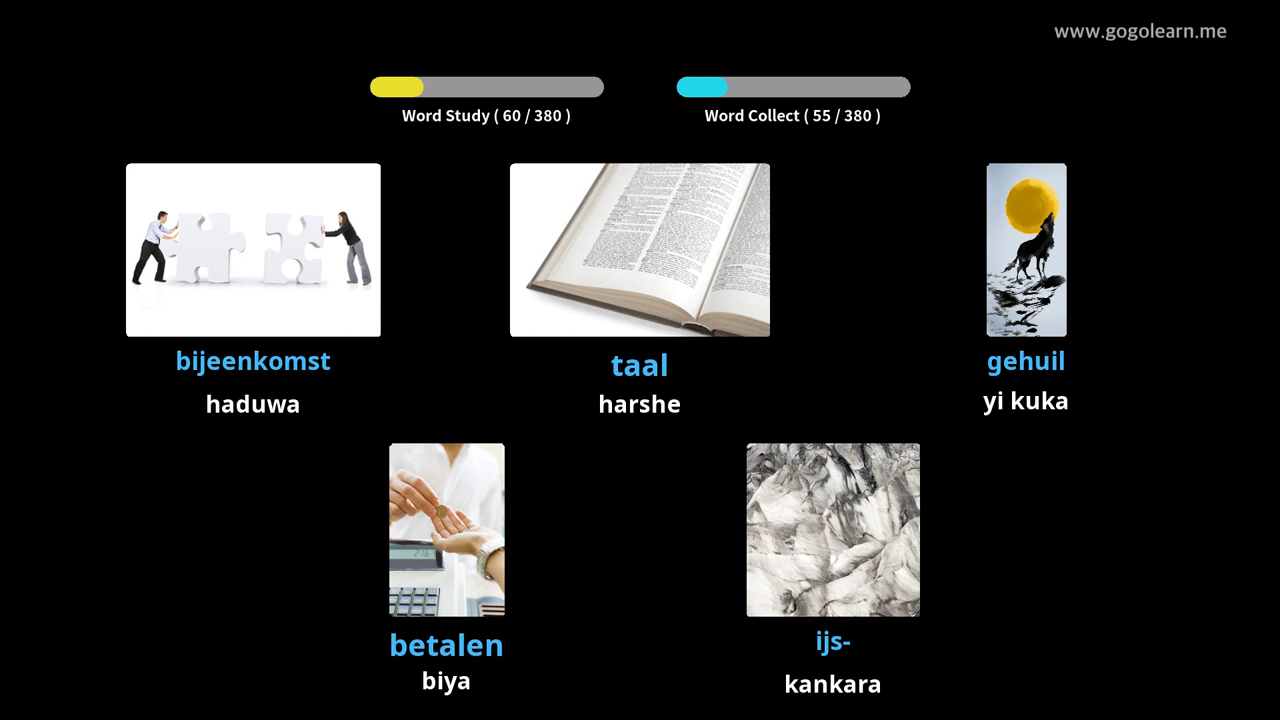 www.gogolearn.me
Word Study ( 60 / 380 )
Word Collect ( 55 / 380 )
bijeenkomst
haduwa
taal
harshe
gehuil
yi kuka
betalen
biya
ijs-
kankara